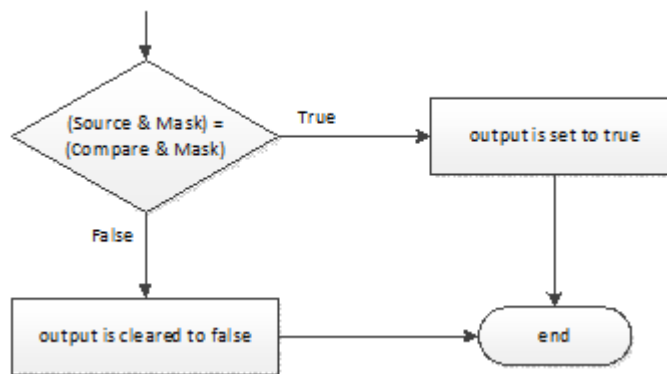 (Source & Mask) =
(Compare & Mask)
True
output is set to true
False
output is cleared to false
end